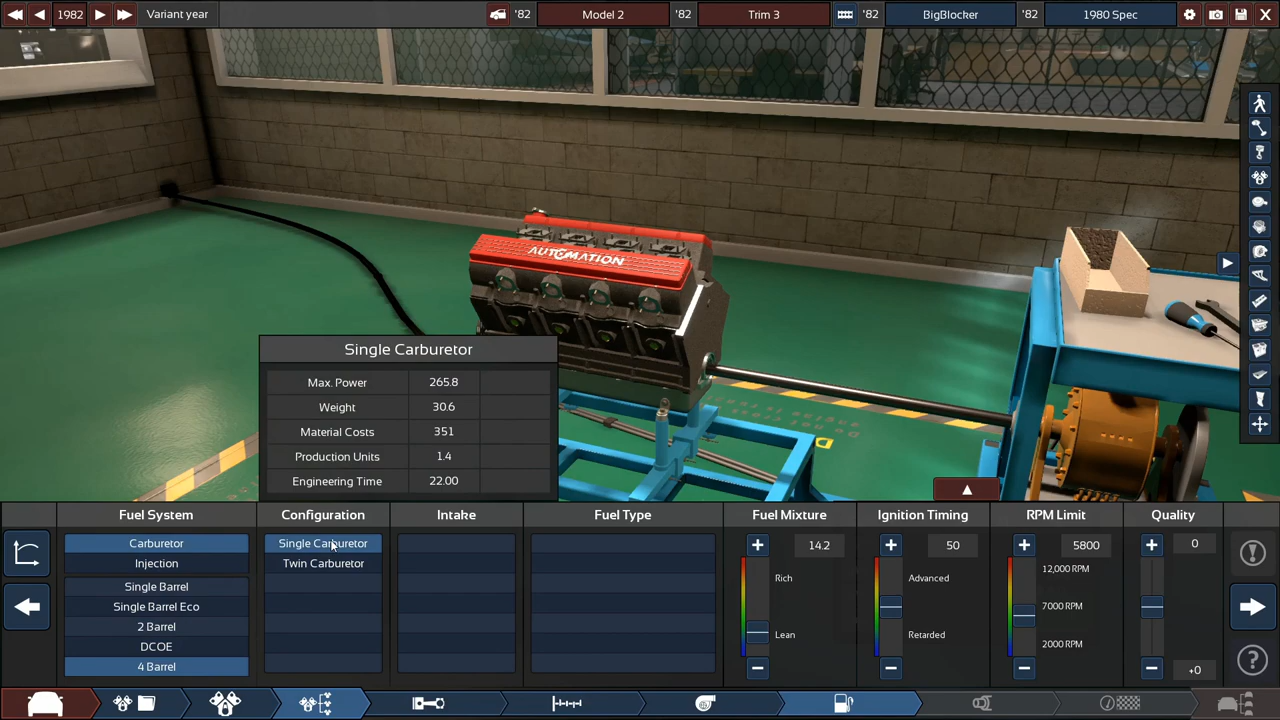 1982
Variant year
'82
Model 2
'82
Trim 3
'82
BigBlocker
'82
1980 Spec
AUTOMATION
Single Carburetor
Max. Power 265.8
Weight 30.6
Material Costs 351
Production Units 1.4
Engineering Time 22.00
Fuel System
Carburetor
Injection
Single Barrel
Single Barrel Eco
2 Barrel
DCOE
4 Barrel
Configuration
Single Carburetor
Twin Carburetor
Intake
Fuel Type
Fuel Mixture
14.2
Rich
Lean
Ignition Timing
50
Advanced
Retarded
RPM Limit
5800
12,000 RPM
7000 RPM
2000 RPM
Quality
0
+0